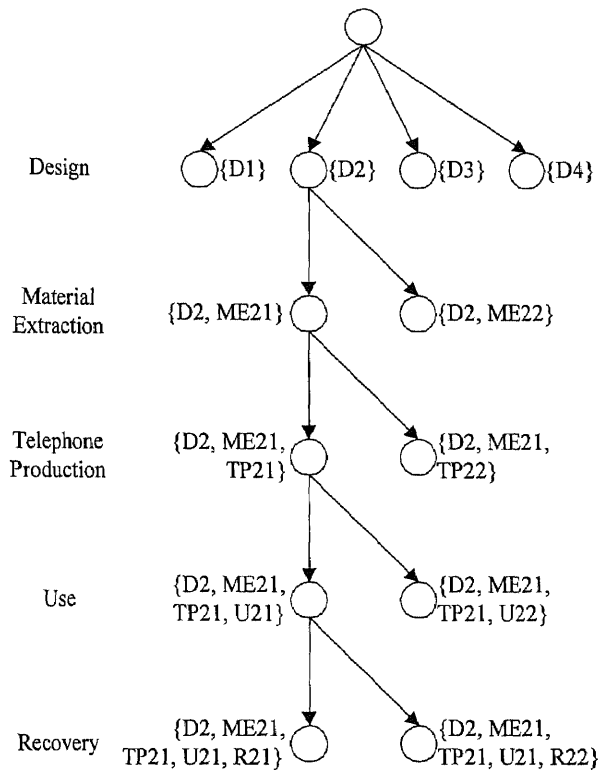 Design
{D1}
{D2}
{D3}
{D4}
Material
Extraction
{D2, ME21}
{D2, ME22}
Telephone
Production
{D2, ME21,
TP21}
{D2, ME21,
TP22}
Use
{D2, ME21,
TP21, U21}
{D2, ME21,
TP21, U22}
Recovery
{D2, ME21,
TP21, U21, R21}
{D2, ME21,
TP21, U21, R22}